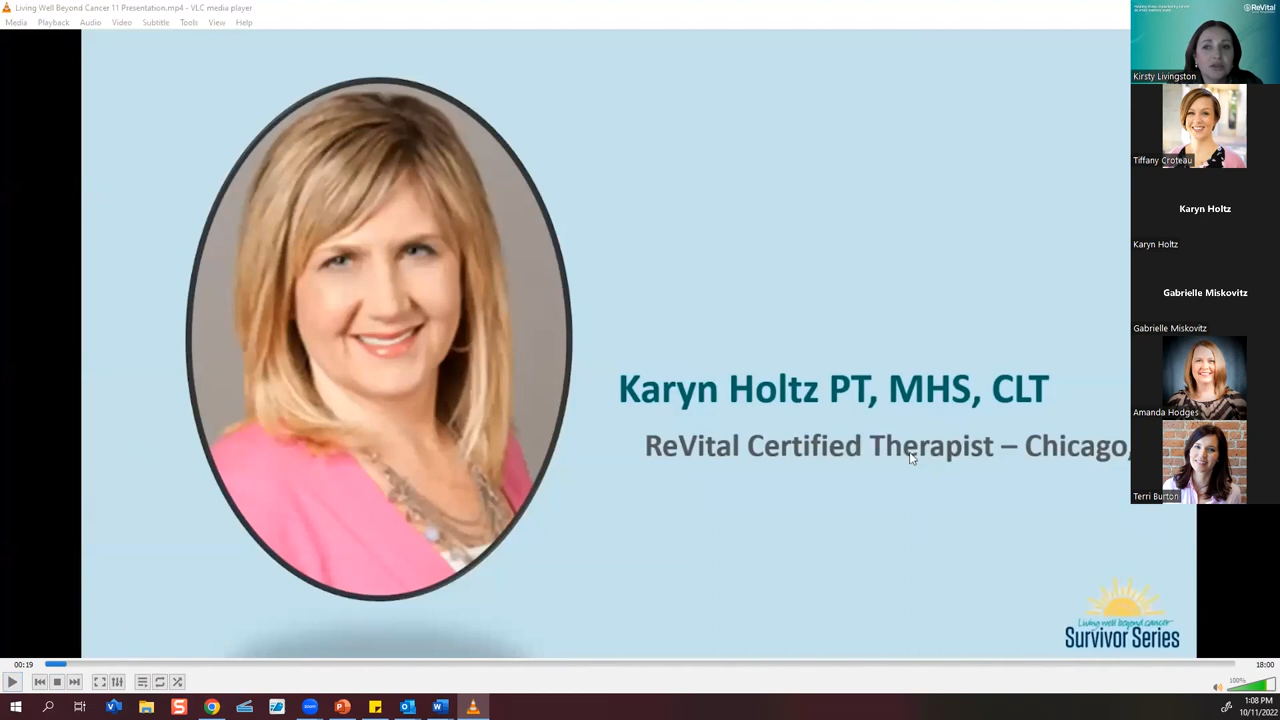 Living Well Beyond Cancer 11 Presentation.mp4 - VLC media player
Media Playback Audio Video Subtitle Tools View Help
ReVital
Kirsty Livingston
Tiffany Croteau
Karyn Holtz
Karyn Holtz
Gabrielle Miskovitz
Gabrielle Miskovitz
Amanda Hodges
Terri Burton
Karyn Holtz PT, MHS, CLT
ReVital Certified Therapist – Chicago,
Living well beyond cancer
Survivor Series
00:19
18:00
100%
zoom
1:08 PM
10/11/2022